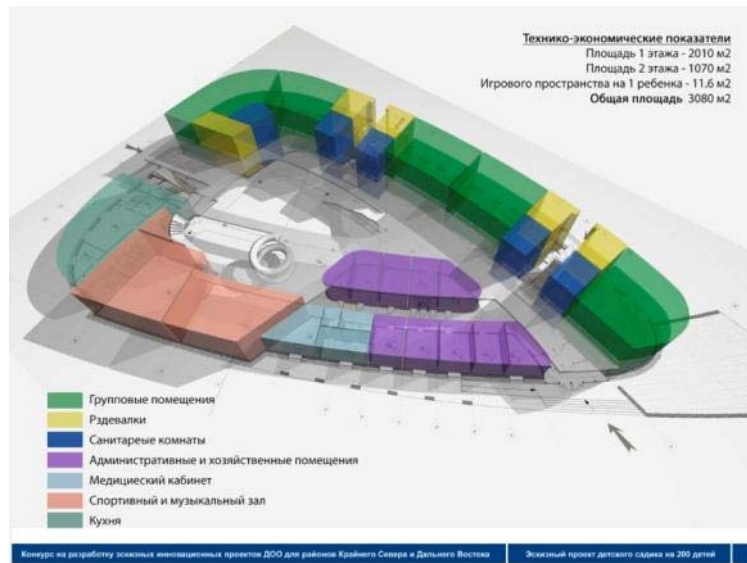 Технико-экономические показатели
Площадь 1 этажа - 2010 м2
Площадь 2 этажа - 1070 м2
Игрового пространства на 1 ребенка - 11.6 м2
Общая площадь 3080 м2
Групповые помещения
Рздевалки
Санитареые комнаты
Административные и хозяйственные помещения
Медициеский кабинет
Спортивный и музыкальный зал
Кухня
Конкурс на разработку эскизных инновационных проектов ДОО для районов Крайнего Севера и Дальнего Востока
Эскизный проект детского садика на 200 детей